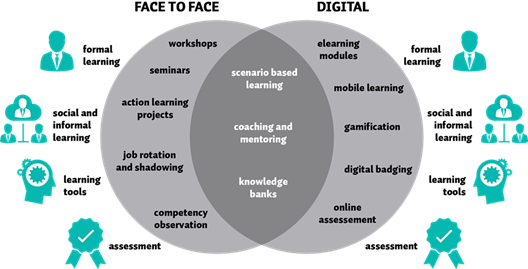 FACE TO FACE
DIGITAL
formal
learning
social and
informal
learning
learning
tools
assessment
workshops
seminars
action learning
projects
job rotation
and shadowing
competency
observation
scenario based
learning
coaching and
mentoring
knowledge
banks
elearning
modules
mobile learning
gamification
digital badging
online
assessement
formal
learning
social and
informal
learning
learning
tools
assessment